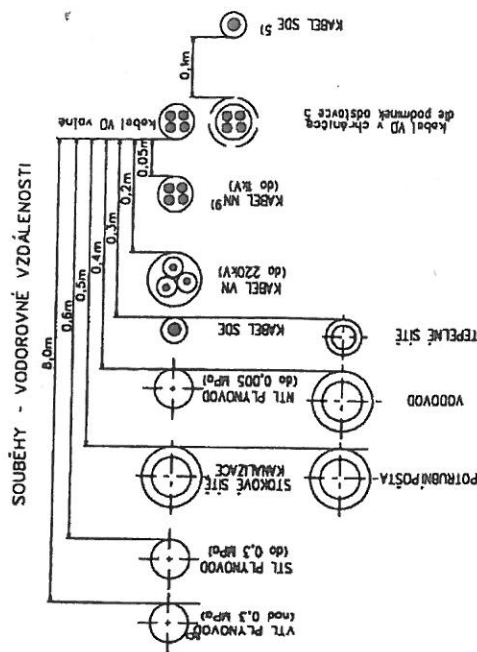 SOUBĚHY - VODOROVNÉ VZDÁLENOSTI
KABEL SDE 5)
0,1m
kabel VO volně
kabel VO v chráničce
dle podmínek odstavce 5
0,05m
KABEL NN 9)
(do 1kV)
0,2m
KABEL VN
(do 220kV)
0,3m
KABEL SDE
TEPELNÉ SÍTĚ
0,4m
NTL PLYNOVOD
(do 0,005 MPa)
VODOVOD
0,5m
STOKOVÉ SÍTĚ
KANALIZACE
POTRUBNÍ POŠTA
0,6m
STL PLYNOVOD
(do 0,3 MPa)
8,0m
VTL PLYNOVOD
(nad 0,3 MPa)